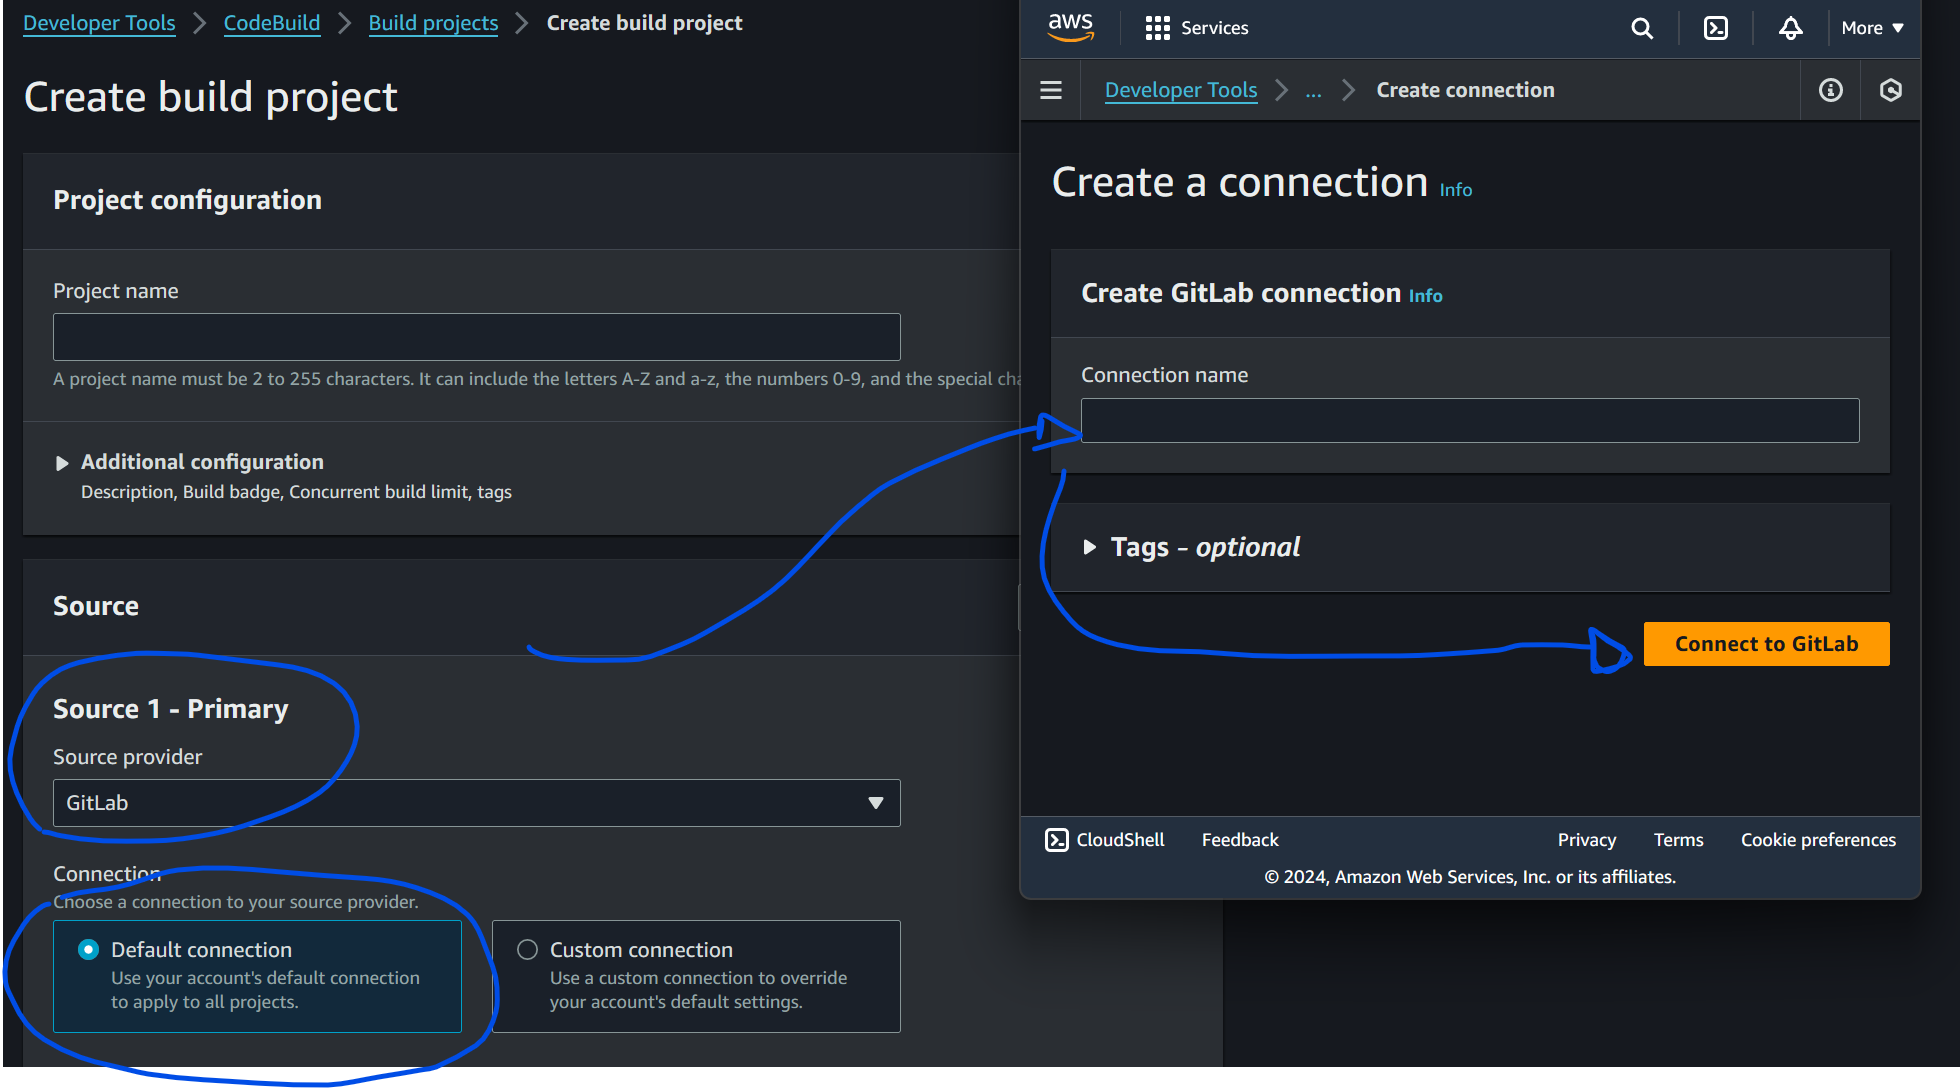 Developer Tools > CodeBuild > Build projects > Create build project
Create build project
Project configuration
Project name
A project name must be 2 to 255 characters. It can include the letters A-Z and a-z, the numbers 0-9, and the special cha
Additional configuration
Description, Build badge, Concurrent build limit, tags
Source
Source 1 - Primary
Source provider
GitLab
Connection
Choose a connection to your source provider.
Default connection
Use your account's default connection
to apply to all projects.
Custom connection
Use a custom connection to override
your account's default settings.
aws
Services
More
Developer Tools > ... > Create connection
Create a connection Info
Create GitLab connection Info
Connection name
Tags - optional
Connect to GitLab
CloudShell Feedback Privacy Terms Cookie preferences
© 2024, Amazon Web Services, Inc. or its affiliates.